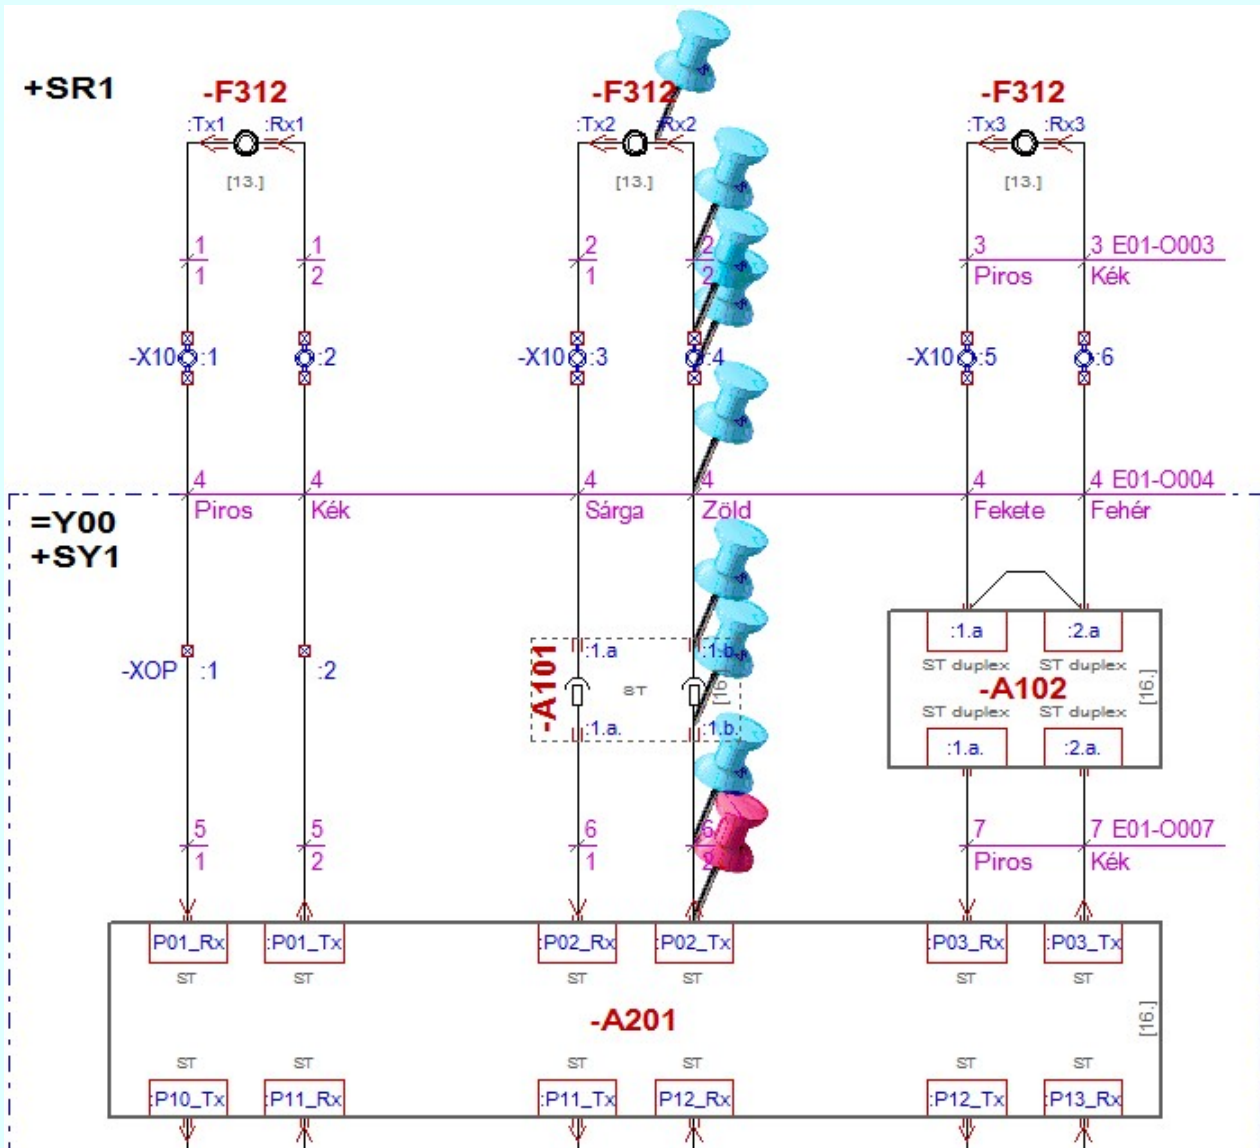 +SR1
-F312 -F312 -F312
:Tx1 :Rx1 :Tx2 Rx2 :Tx3 :Rx3
[13.] [13.] [13.]
1 1 2 2 3 3 E01-O003
1 2 1 2 Piros Kék
-X10 :1 :2 -X10 :3 :4 -X10 :5 :6
4 4 4 4 4 4 E01-O004
Piros Kék Sárga Zöld Fekete Fehér
=Y00
+SY1
-XOP :1 :2
-A101
:1.a :1.b
ST
[16.]
:1.a. :1.b.
:1.a :2.a
ST duplex ST duplex
-A102
[16.]
ST duplex ST duplex
:1.a. :2.a.
5 5 6 6 7 7 E01-O007
1 2 1 2 Piros Kék
P01_Rx :P01_Tx :P02_Rx :P02_Tx :P03_Rx :P03_Tx
ST ST ST ST ST ST
-A201
[16.]
ST ST ST ST ST ST
:P10_Tx :P11_Rx :P11_Tx :P12_Rx :P12_Tx :P13_Rx